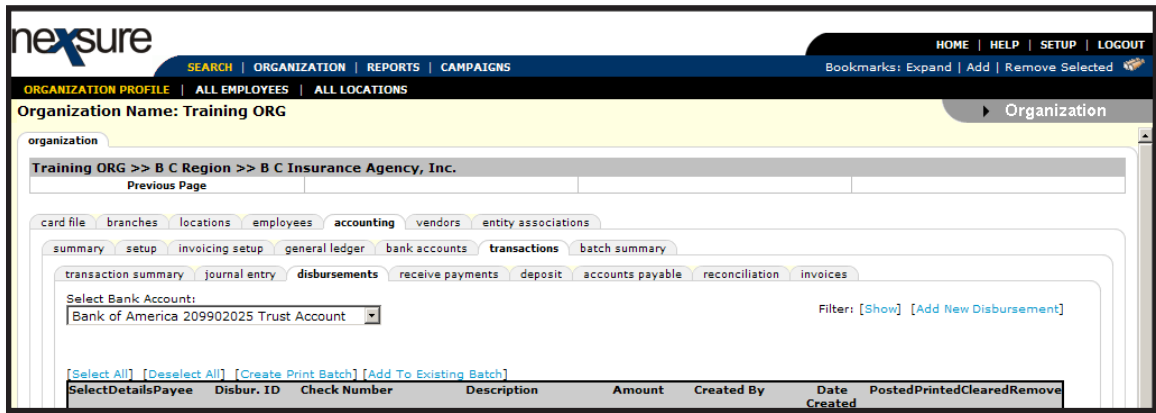 nexsure
HOME | HELP | SETUP | LOGOUT
SEARCH | ORGANIZATION | REPORTS | CAMPAIGNS
Bookmarks: Expand | Add | Remove Selected
ORGANIZATION PROFILE | ALL EMPLOYEES | ALL LOCATIONS
Organization Name: Training ORG
Organization
organization
Training ORG >> B C Region >> B C Insurance Agency, Inc.
Previous Page
card file branches locations employees accounting vendors entity associations
summary setup invoicing setup general ledger bank accounts transactions batch summary
transaction summary journal entry disbursements receive payments deposit accounts payable reconciliation invoices
Select Bank Account:
Bank of America 209902025 Trust Account
Filter: [Show] [Add New Disbursement]
[Select All] [Deselect All] [Create Print Batch] [Add To Existing Batch]
SelectDetailsPayee Disbur. ID Check Number Description Amount Created By Date Created PostedPrintedClearedRemove